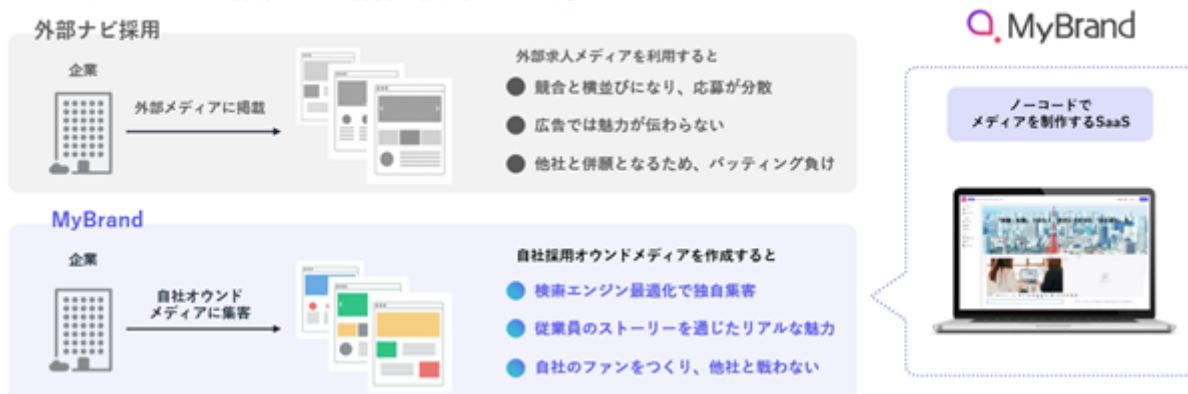 外部ナビ採用
企業
外部メディアに掲載
外部求人メディアを利用すると
競合と横並びになり、応募が分散
広告では魅力が伝わらない
他社と併願となるため、バッティング負け
MyBrand
企業
自社オウンド
メディアに集客
自社採用オウンドメディアを作成すると
検索エンジン最適化で独自集客
従業員のストーリーを通じたリアルな魅力
自社のファンをつくり、他社と戦わない
MyBrand
ノーコードで
メディアを制作するSaaS